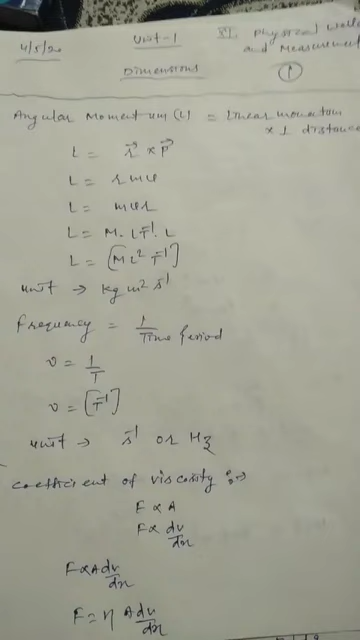 4/5/20
Unit-1
XI Physical World and Measurement
Dimensions
1
Angular Momentum (L) = Linear momentum × ⊥ distance
L = r⃗ × p⃗
L = rmv
L = mvr
L = M. LT⁻¹. L
L = [ML² T⁻¹]
unit → kg m² s⁻¹
frequency = 1/Time Period
ν = 1/T
ν = [T⁻¹]
unit → s⁻¹ or Hz
coefficient of viscosity :→
F ∝ A
F ∝ dv/dx
F ∝ A dv/dx
F = η A dv/dx